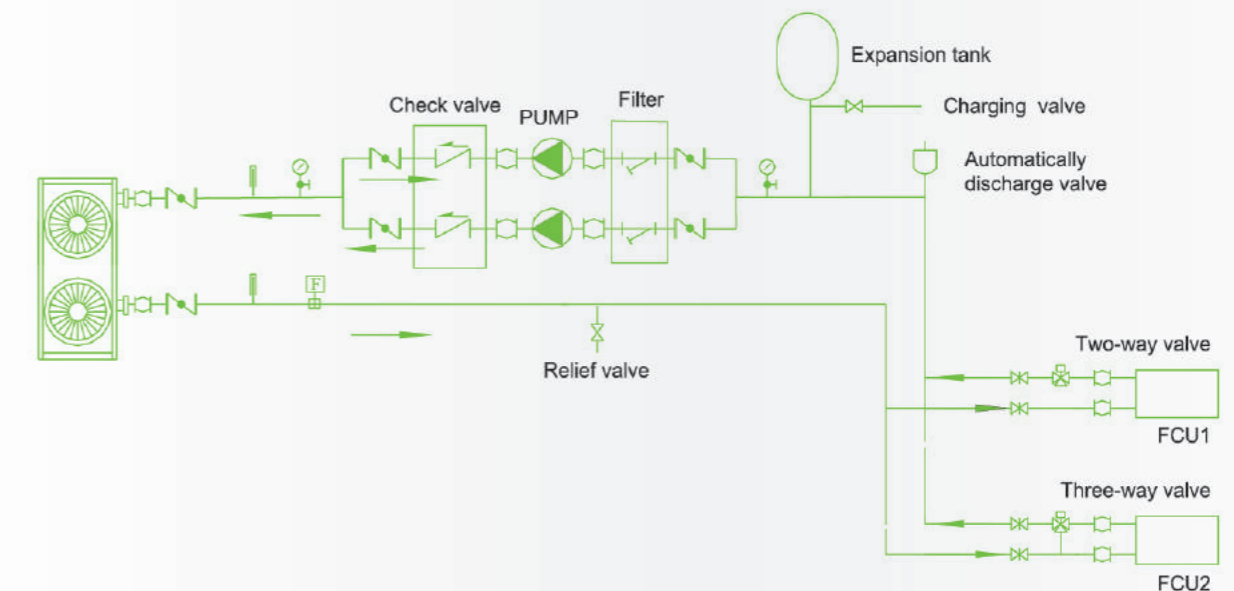 Expansion tank
Check valve
PUMP
Filter
Charging valve
Automatically
discharge valve
F
Relief valve
Two-way valve
FCU1
Three-way valve
FCU2